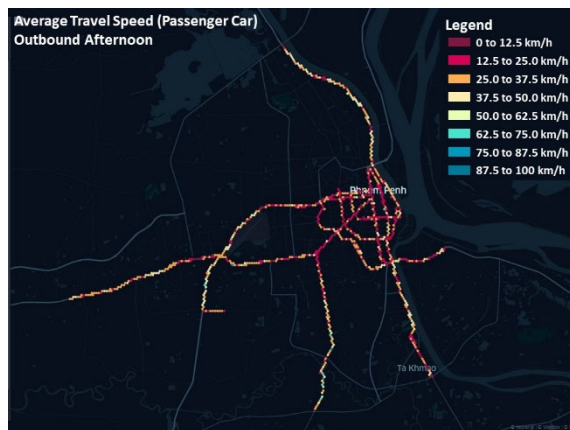 Average Travel Speed (Passenger Car)
Outbound Afternoon
Legend
0 to 12.5 km/h
12.5 to 25.0 km/h
25.0 to 37.5 km/h
37.5 to 50.0 km/h
50.0 to 62.5 km/h
62.5 to 75.0 km/h
75.0 to 87.5 km/h
87.5 to 100 km/h
Phnom Penh
Ta Khmao